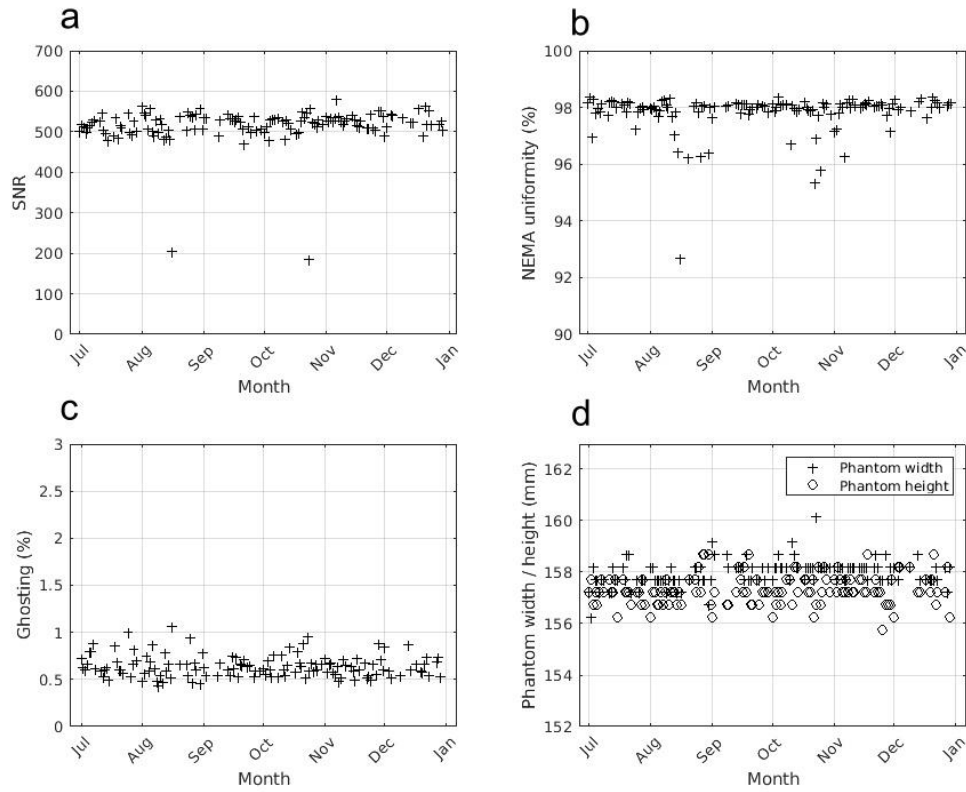 a
700
600
500
400
300
200
100
0
SNR
Jul
Aug
Sep
Oct
Nov
Dec
Jan
Month
b
100
98
96
94
92
90
NEMA uniformity (%)
Jul
Aug
Sep
Oct
Nov
Dec
Jan
Month
c
3
2.5
2
1.5
1
0.5
0
Ghosting (%)
Jul
Aug
Sep
Oct
Nov
Dec
Jan
Month
d
162
160
158
156
154
152
Phantom width / height (mm)
Phantom width
Phantom height
Jul
Aug
Sep
Oct
Nov
Dec
Jan
Month